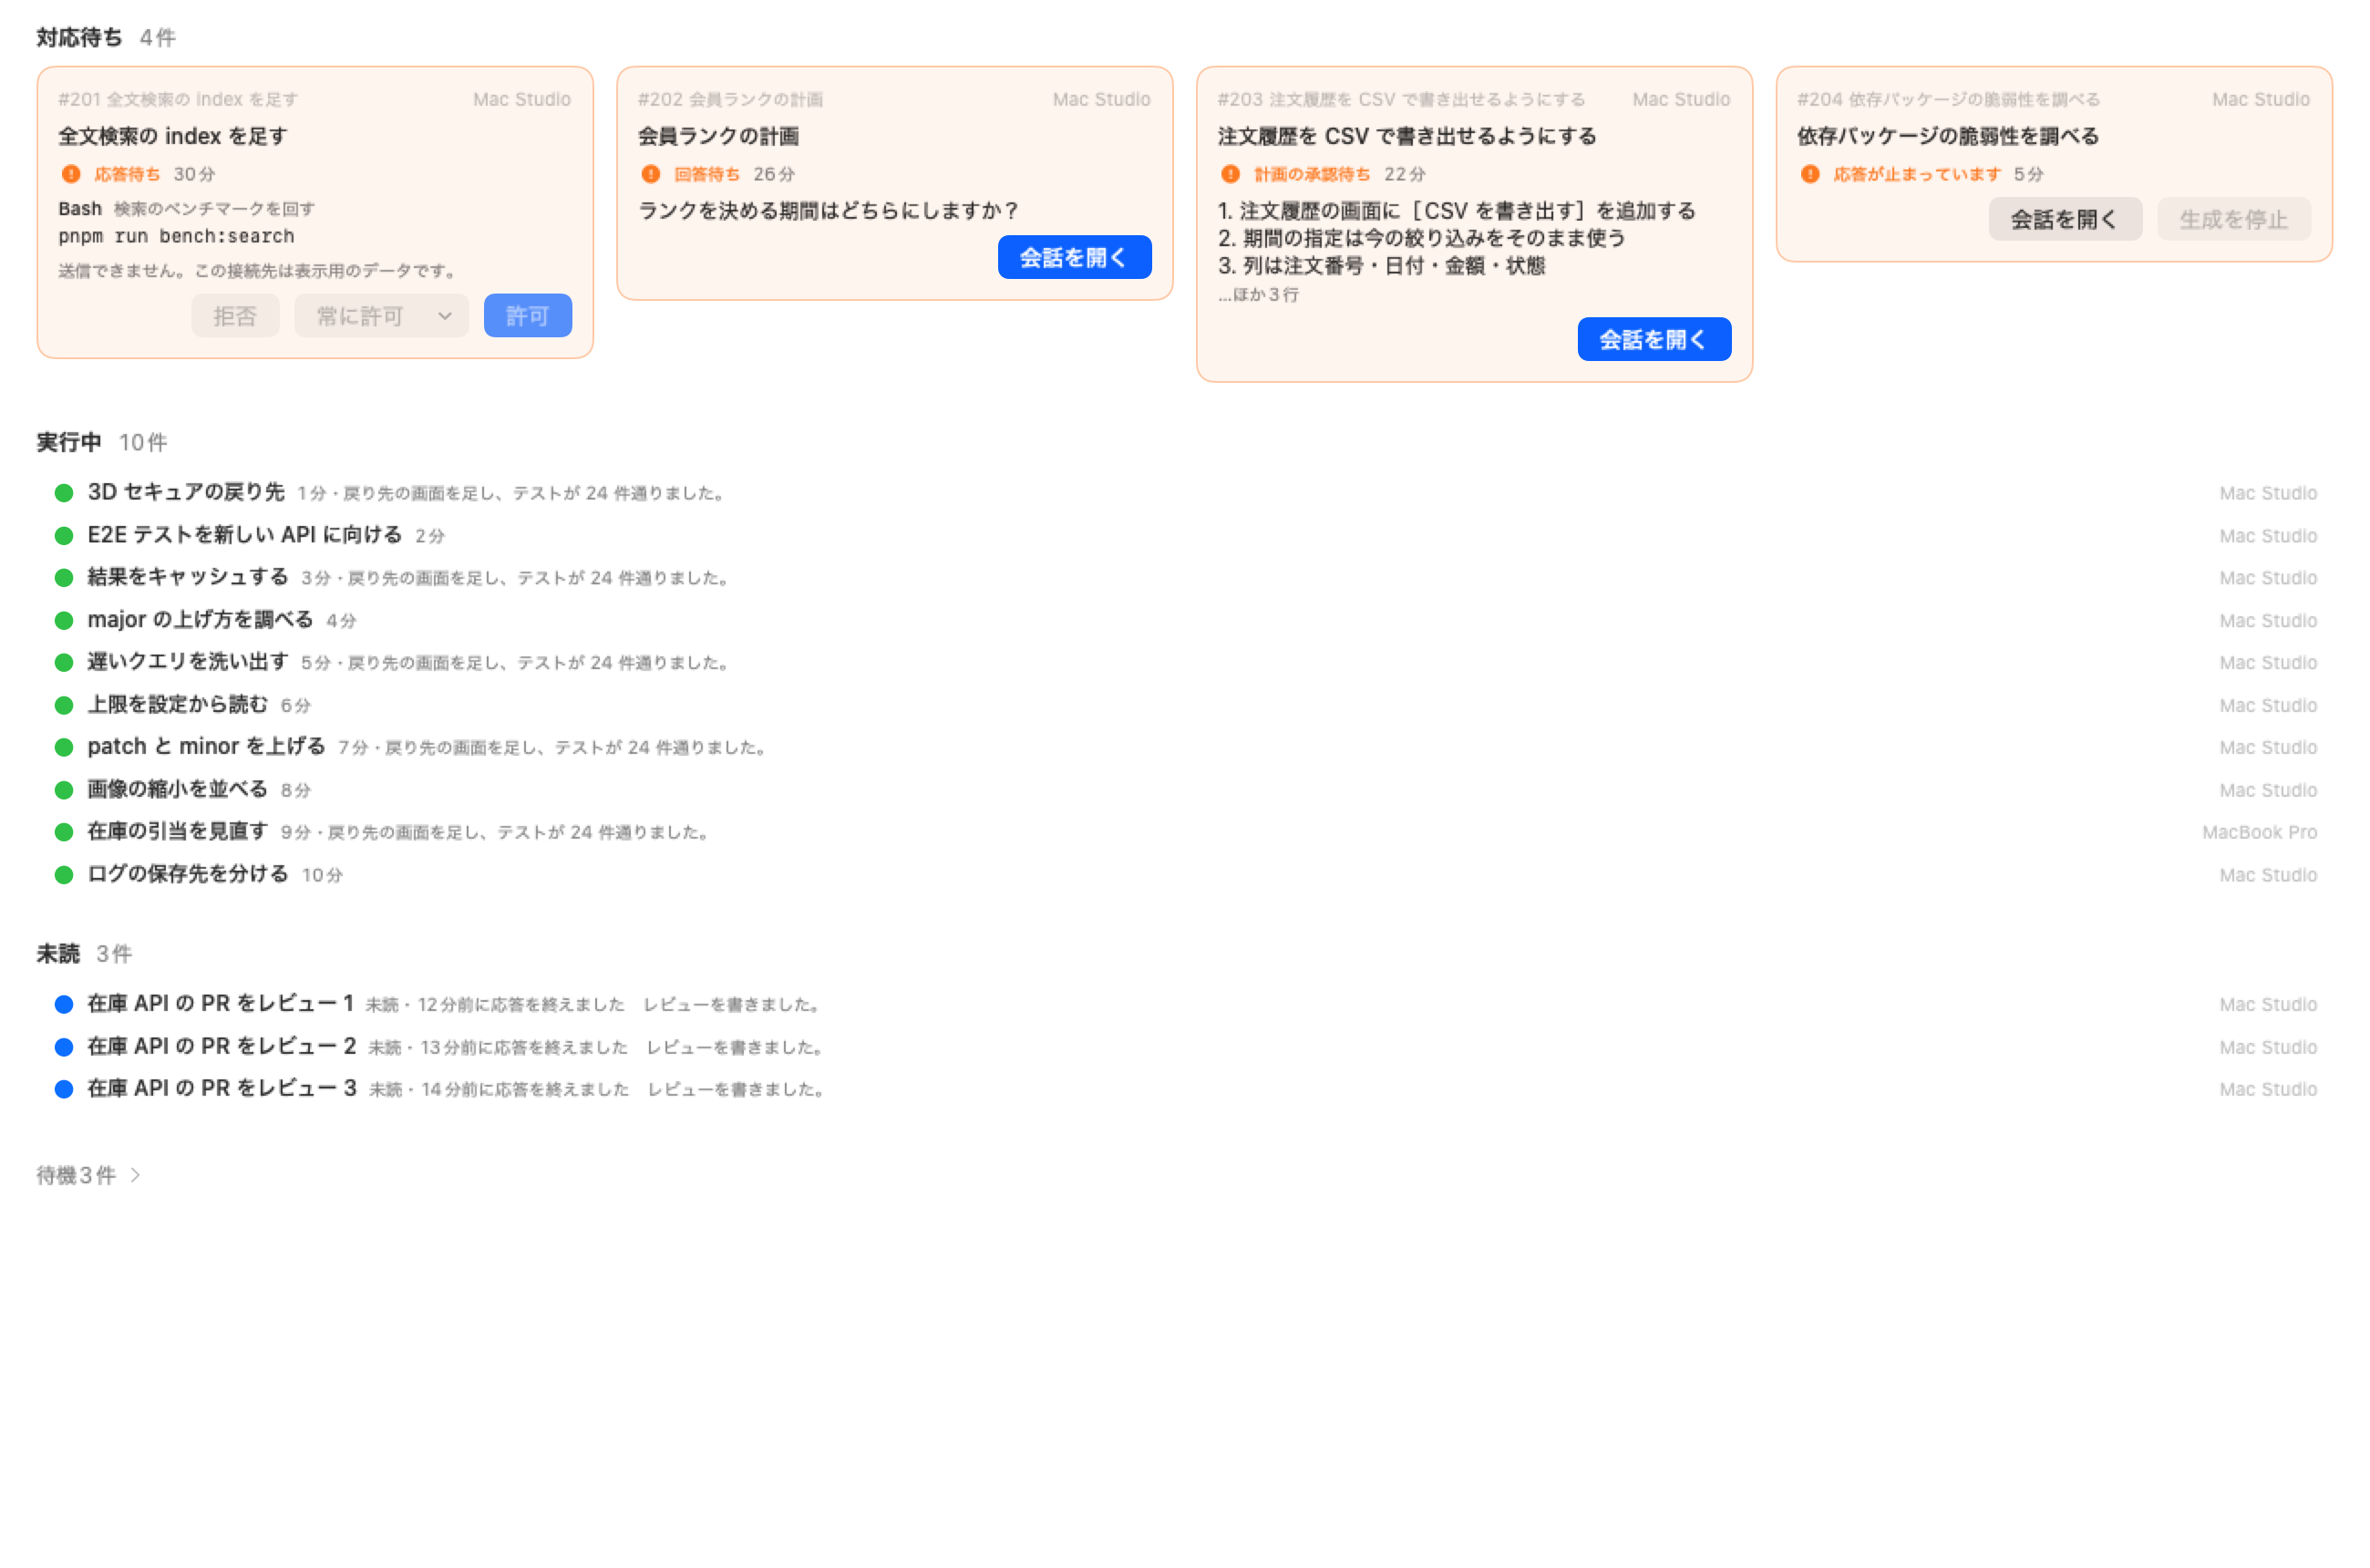 対応待ち 4件
#201 全文検索の index を足す Mac Studio
全文検索の index を足す
応答待ち 30分
Bash 検索のベンチマークを回す
pnpm run bench:search
送信できません。この接続先は表示用のデータです。
拒否 常に許可 許可
#202 会員ランクの計画 Mac Studio
会員ランクの計画
回答待ち 26分
ランクを決める期間はどちらにしますか？
会話を開く
#203 注文履歴を CSV で書き出せるようにする Mac Studio
注文履歴を CSV で書き出せるようにする
計画の承認待ち 22分
1. 注文履歴の画面に［CSV を書き出す］を追加する
2. 期間の指定は今の絞り込みをそのまま使う
3. 列は注文番号・日付・金額・状態
…ほか3行
会話を開く
#204 依存パッケージの脆弱性を調べる Mac Studio
依存パッケージの脆弱性を調べる
応答が止まっています 5分
会話を開く 生成を停止
実行中 10件
3D セキュアの戻り先 1分・戻り先の画面を足し、テストが 24 件通りました。 Mac Studio
E2E テストを新しい API に向ける 2分 Mac Studio
結果をキャッシュする 3分・戻り先の画面を足し、テストが 24 件通りました。 Mac Studio
major の上げ方を調べる 4分 Mac Studio
遅いクエリを洗い出す 5分・戻り先の画面を足し、テストが 24 件通りました。 Mac Studio
上限を設定から読む 6分 Mac Studio
patch と minor を上げる 7分・戻り先の画面を足し、テストが 24 件通りました。 Mac Studio
画像の縮小を並べる 8分 Mac Studio
在庫の引当を見直す 9分・戻り先の画面を足し、テストが 24 件通りました。 MacBook Pro
ログの保存先を分ける 10分 Mac Studio
未読 3件
在庫 API の PR をレビュー 1 未読・12分前に応答を終えました レビューを書きました。 Mac Studio
在庫 API の PR をレビュー 2 未読・13分前に応答を終えました レビューを書きました。 Mac Studio
在庫 API の PR をレビュー 3 未読・14分前に応答を終えました レビューを書きました。 Mac Studio
待機3件